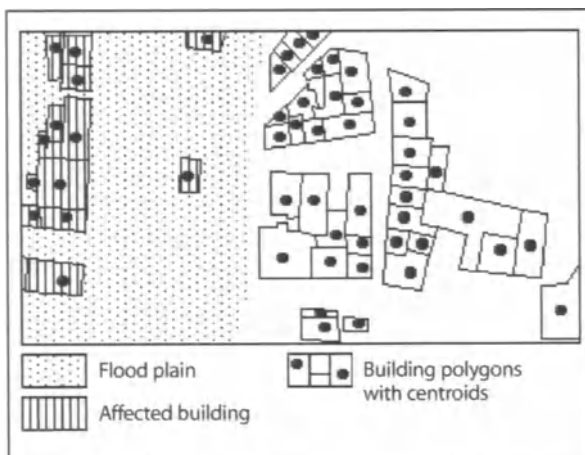 Flood plain
Affected building
Building polygons
with centroids